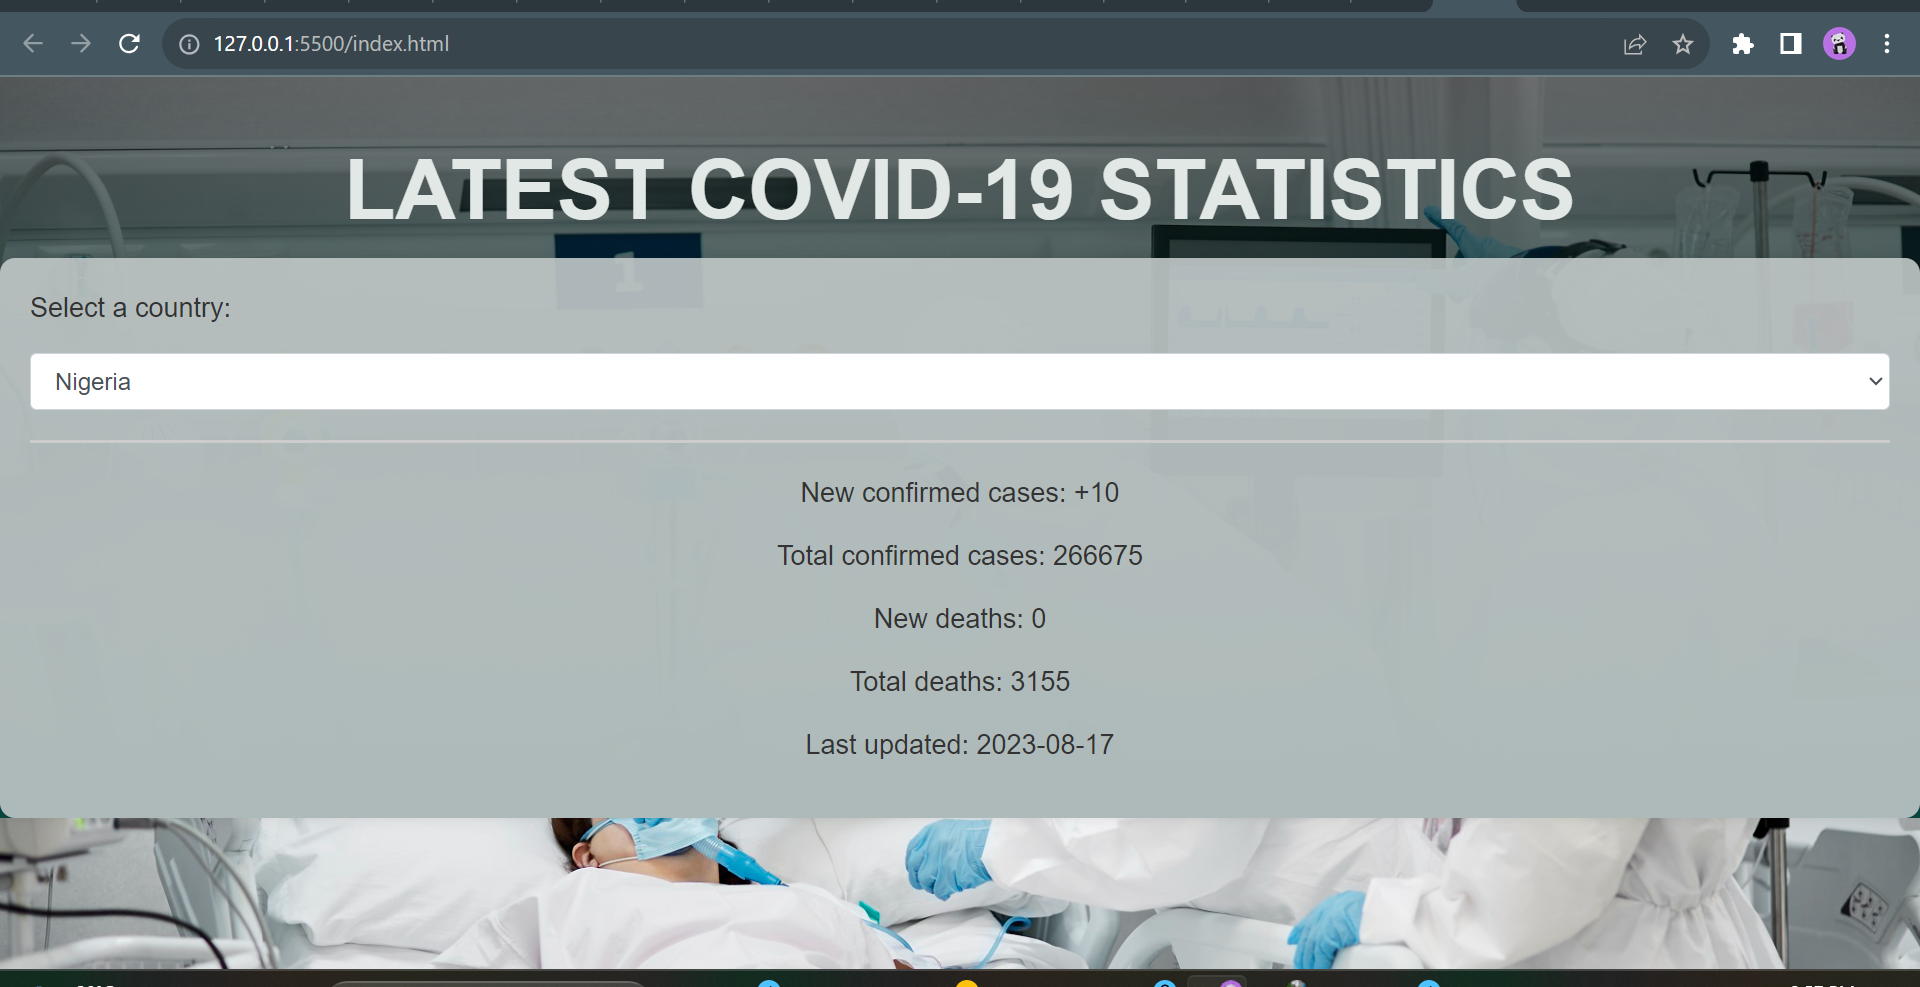 127.0.0.1:5500/index.html
LATEST COVID-19 STATISTICS
1
Select a country:
Nigeria
New confirmed cases: +10
Total confirmed cases: 266675
New deaths: 0
Total deaths: 3155
Last updated: 2023-08-17